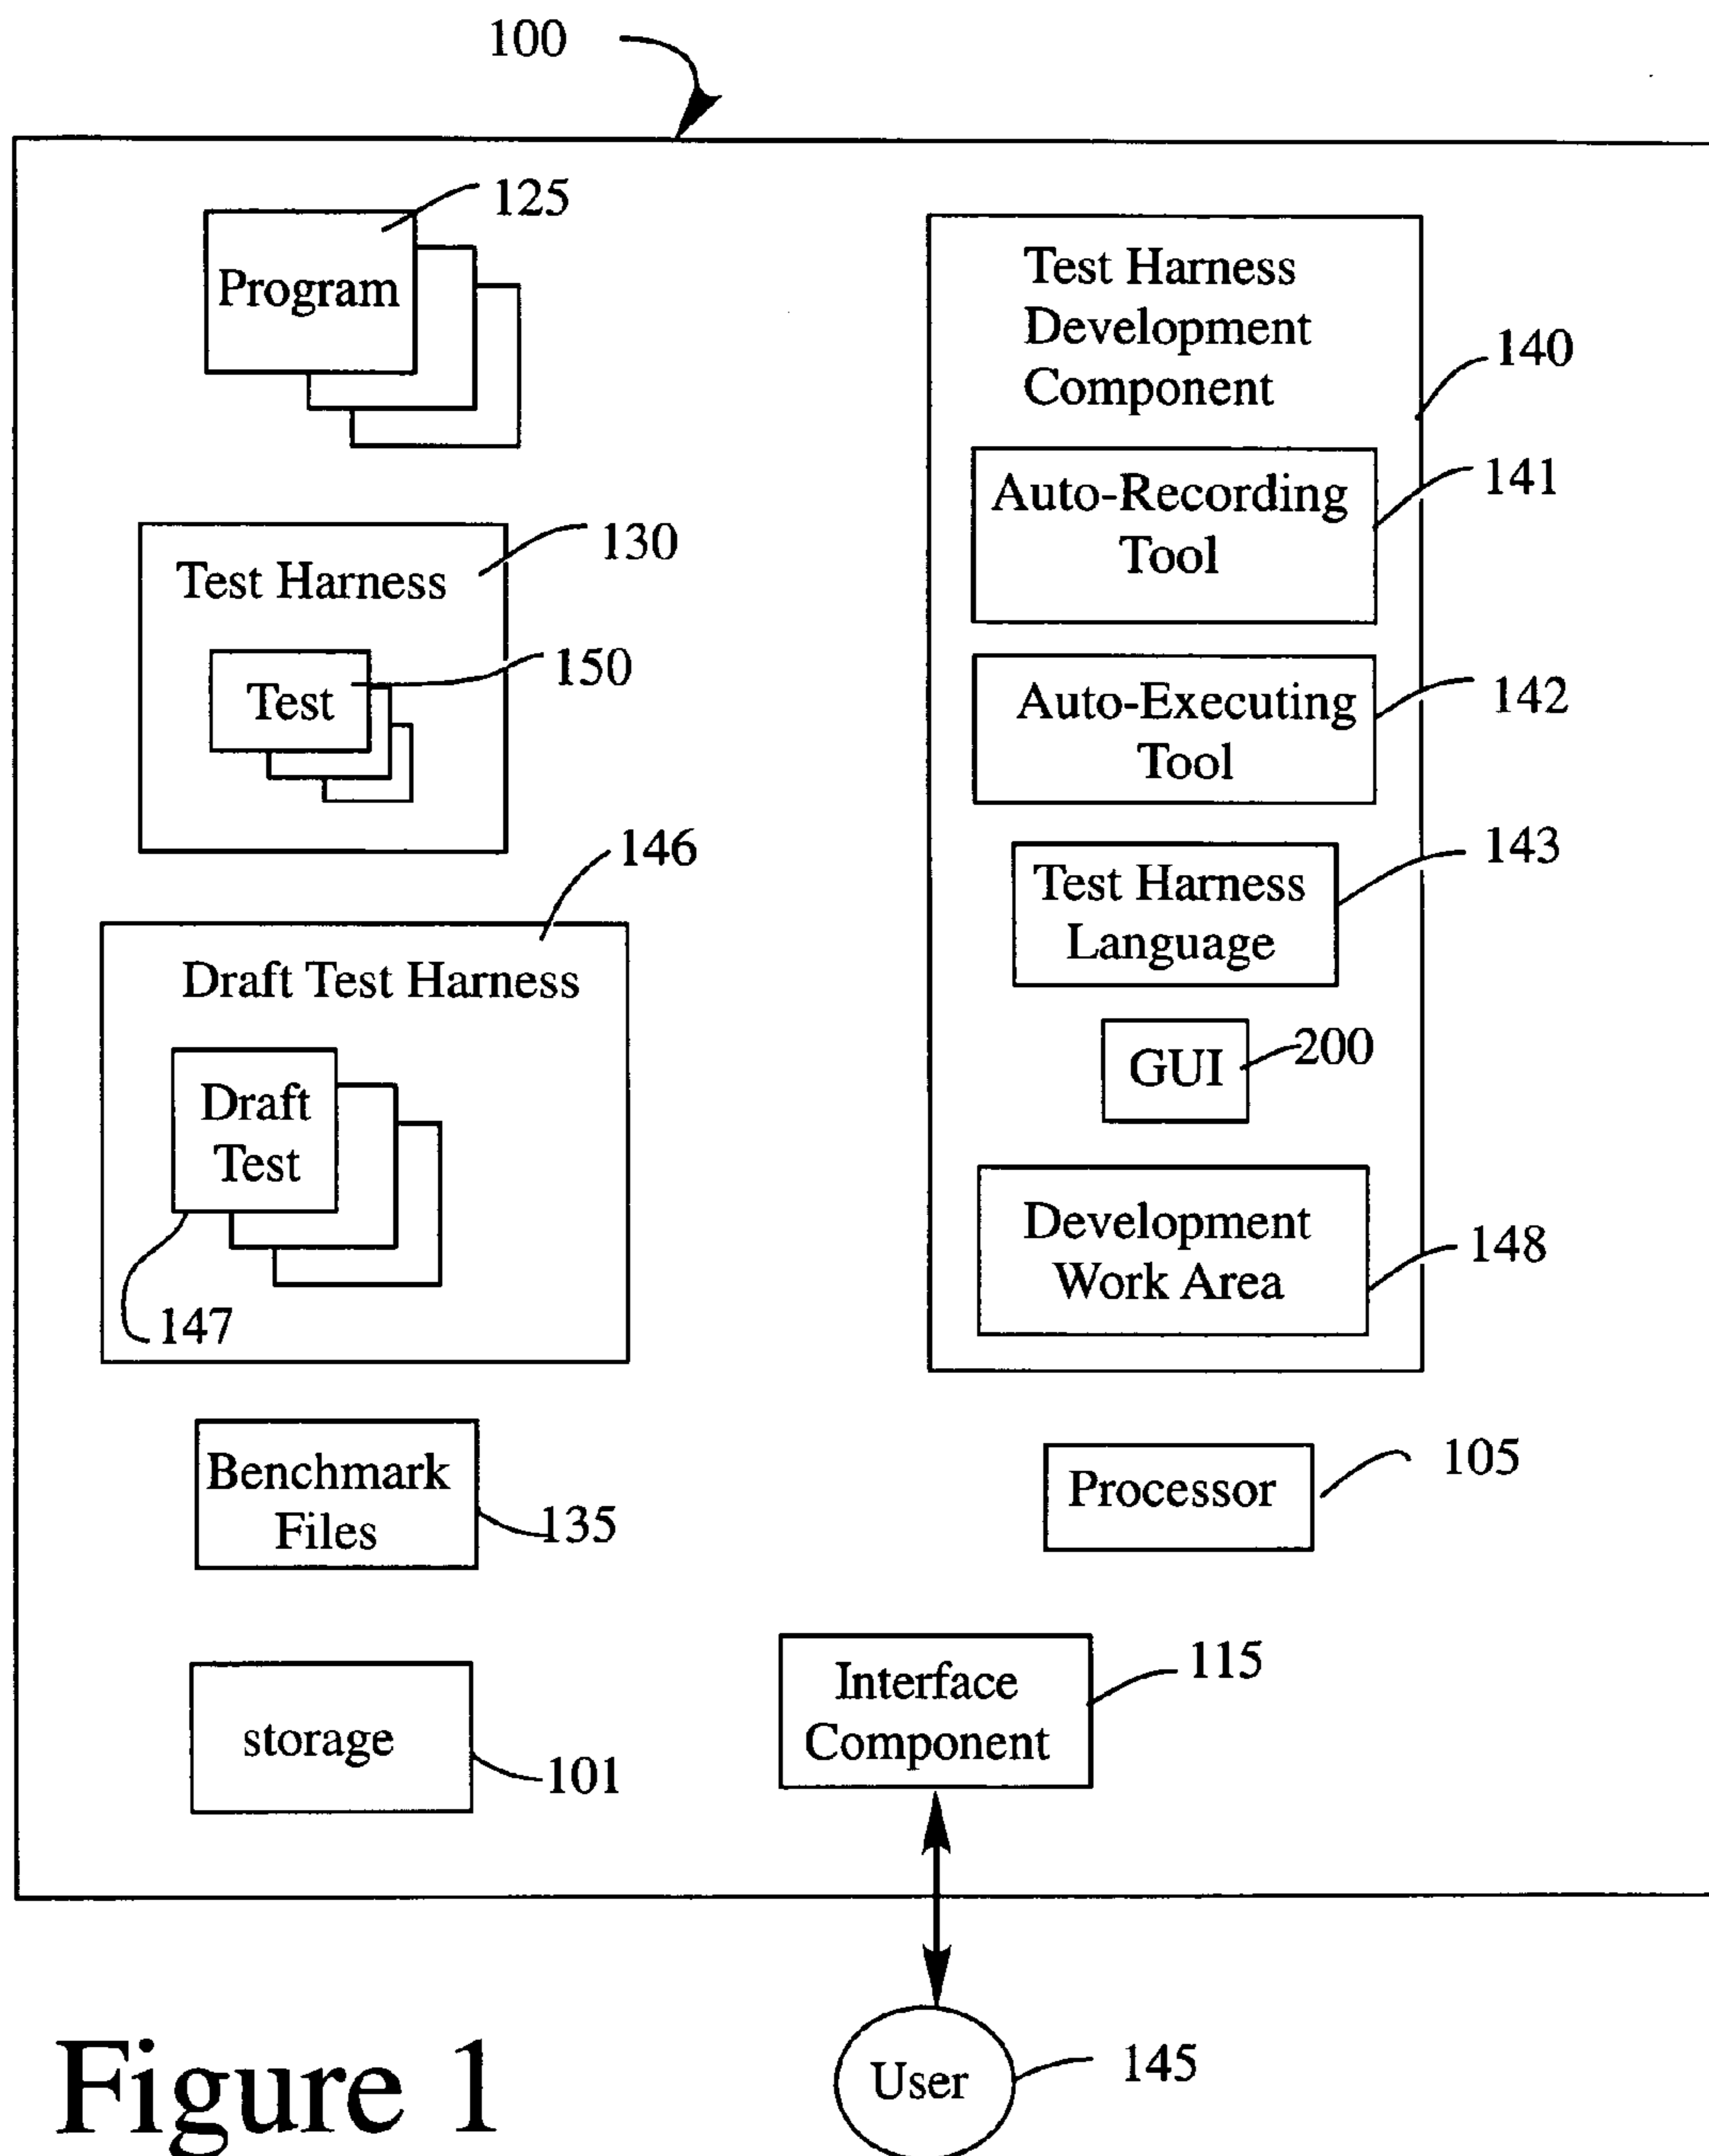 100
125
Program
130
Test Harness
150
Test
146
Draft Test Harness
Draft
Test
147
Benchmark
Files
135
storage
101
Test Harness
Development
Component
140
Auto-Recording
Tool
141
Auto-Executing
Tool
142
Test Harness
Language
143
GUI
200
Development
Work Area
148
Processor
105
Interface
Component
115
User
145
Figure 1